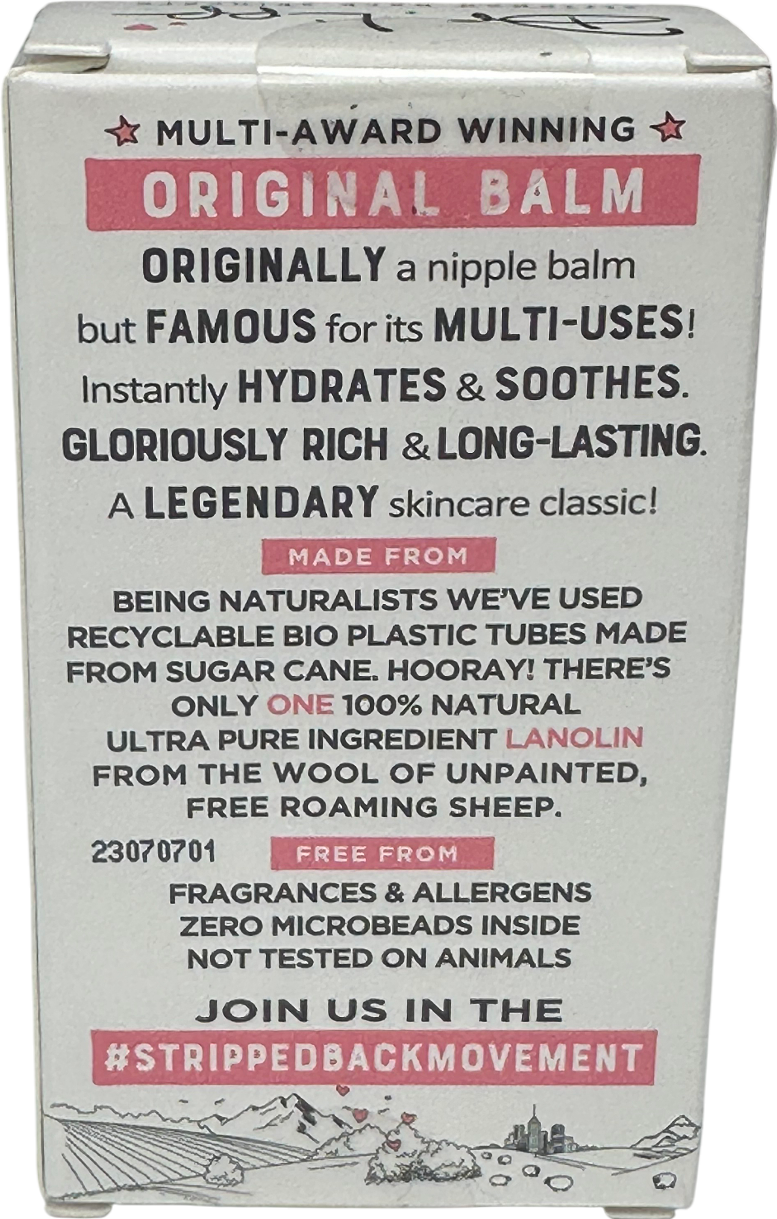 MULTI-AWARD WINNING
ORIGINAL BALM
ORIGINALLY a nipple balm
but FAMOUS for its MULTI-USES!
Instantly HYDRATES & SOOTHES.
GLORIOUSLY RICH & LONG-LASTING.
A LEGENDARY skincare classic!
MADE FROM
BEING NATURALISTS WE'VE USED
RECYCLABLE BIO PLASTIC TUBES MADE
FROM SUGAR CANE. HOORAY! THERE'S
ONLY ONE 100% NATURAL
ULTRA PURE INGREDIENT LANOLIN
FROM THE WOOL OF UNPAINTED,
FREE ROAMING SHEEP.
23070701
FREE FROM
FRAGRANCES & ALLERGENS
ZERO MICROBEADS INSIDE
NOT TESTED ON ANIMALS
JOIN US IN THE
#STRIPPEDBACKMOVEMENT